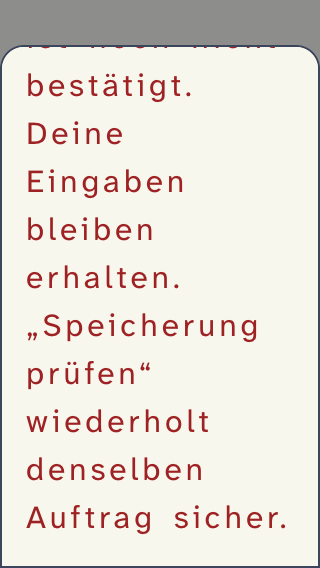 bestätigt.
Deine
Eingaben
bleiben
erhalten.
„Speicherung
prüfen“
wiederholt
denselben
Auftrag sicher.